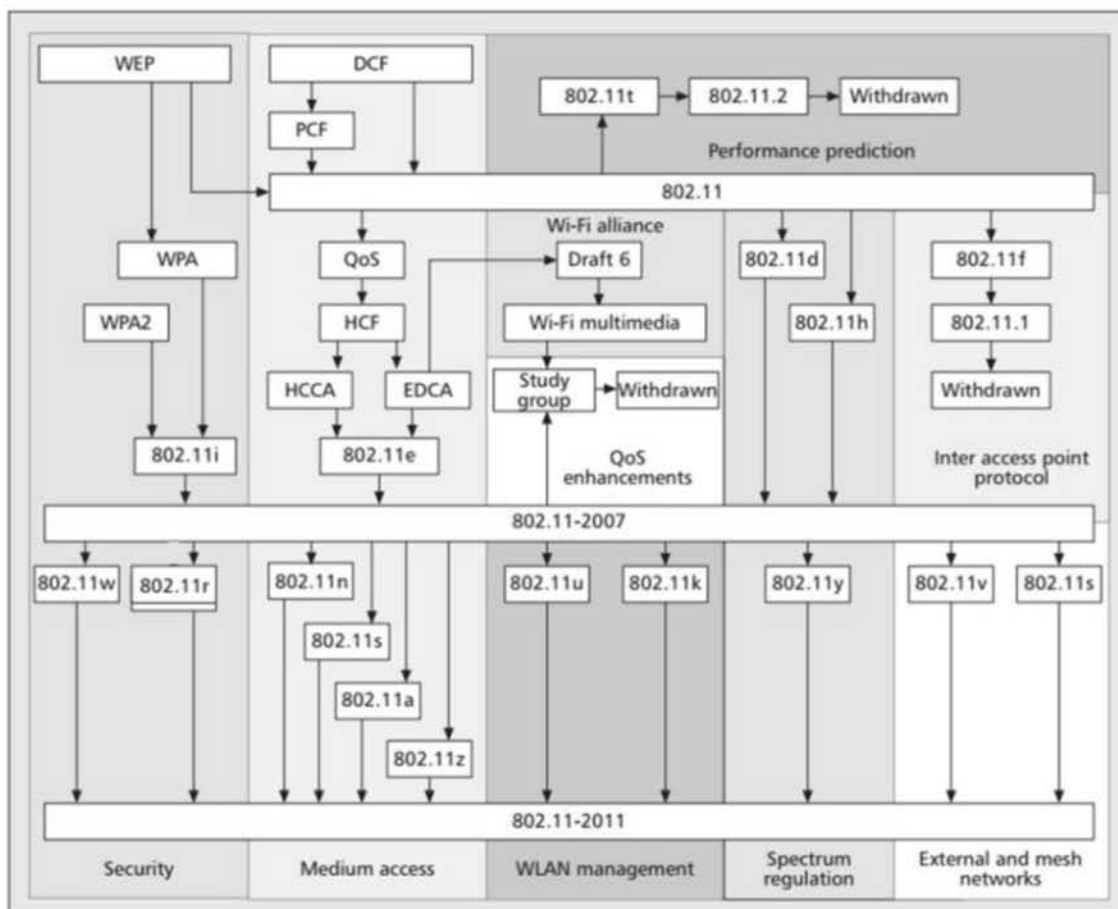 WEP
DCF
802.11t
802.11.2
Withdrawn
PCF
Performance prediction
802.11
Wi-Fi alliance
WPA
QoS
Draft 6
802.11d
802.11f
WPA2
HCF
Wi-Fi multimedia
802.11h
802.11.1
HCCA
EDCA
Study
group
Withdrawn
Withdrawn
802.11i
802.11e
QoS
enhancements
Inter access point
protocol
802.11-2007
802.11w
802.11r
802.11n
802.11u
802.11k
802.11y
802.11v
802.11s
802.11s
802.11a
802.11z
802.11-2011
Security
Medium access
WLAN management
Spectrum
regulation
External and mesh
networks